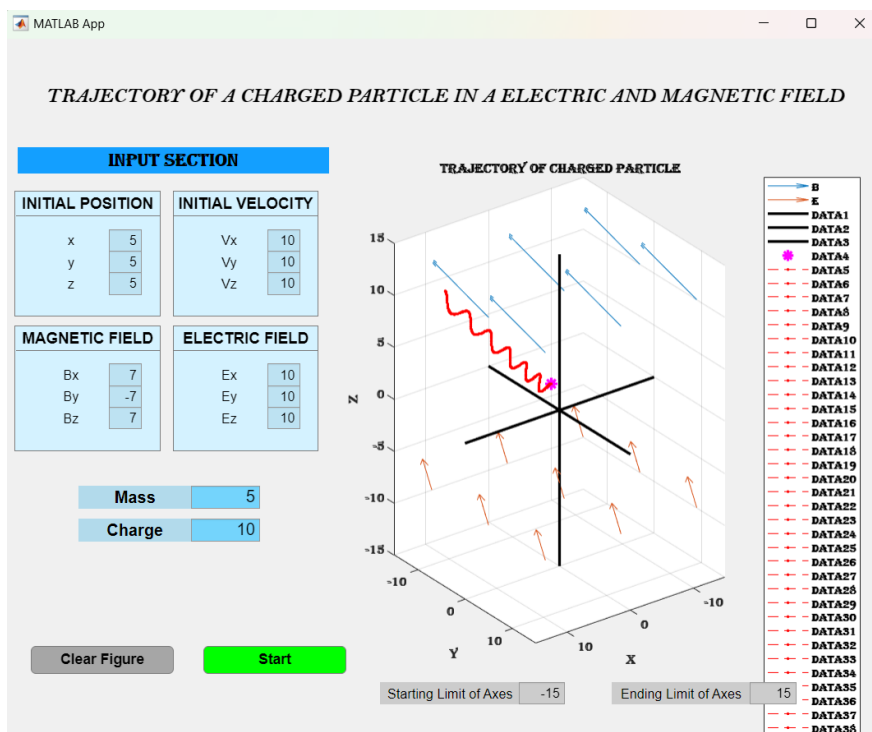 MATLAB App
TRAJECTORY OF A CHARGED PARTICLE IN A ELECTRIC AND MAGNETIC FIELD
INPUT SECTION
INITIAL POSITION
x 5
y 5
z 5
INITIAL VELOCITY
Vx 10
Vy 10
Vz 10
MAGNETIC FIELD
Bx 7
By -7
Bz 7
ELECTRIC FIELD
Ex 10
Ey 10
Ez 10
Mass 5
Charge 10
Clear Figure
Start
TRAJECTORY OF CHARGED PARTICLE
15
10
5
0
-5
-10
-15
Z
-10
0
10
Y
10
0
-10
X
Starting Limit of Axes -15
Ending Limit of Axes 15
B
E
DATA1
DATA2
DATA3
DATA4
DATA5
DATA6
DATA7
DATA8
DATA9
DATA10
DATA11
DATA12
DATA13
DATA14
DATA15
DATA16
DATA17
DATA18
DATA19
DATA20
DATA21
DATA22
DATA23
DATA24
DATA25
DATA26
DATA27
DATA28
DATA29
DATA30
DATA31
DATA32
DATA33
DATA34
DATA35
DATA36
DATA37
DATA38